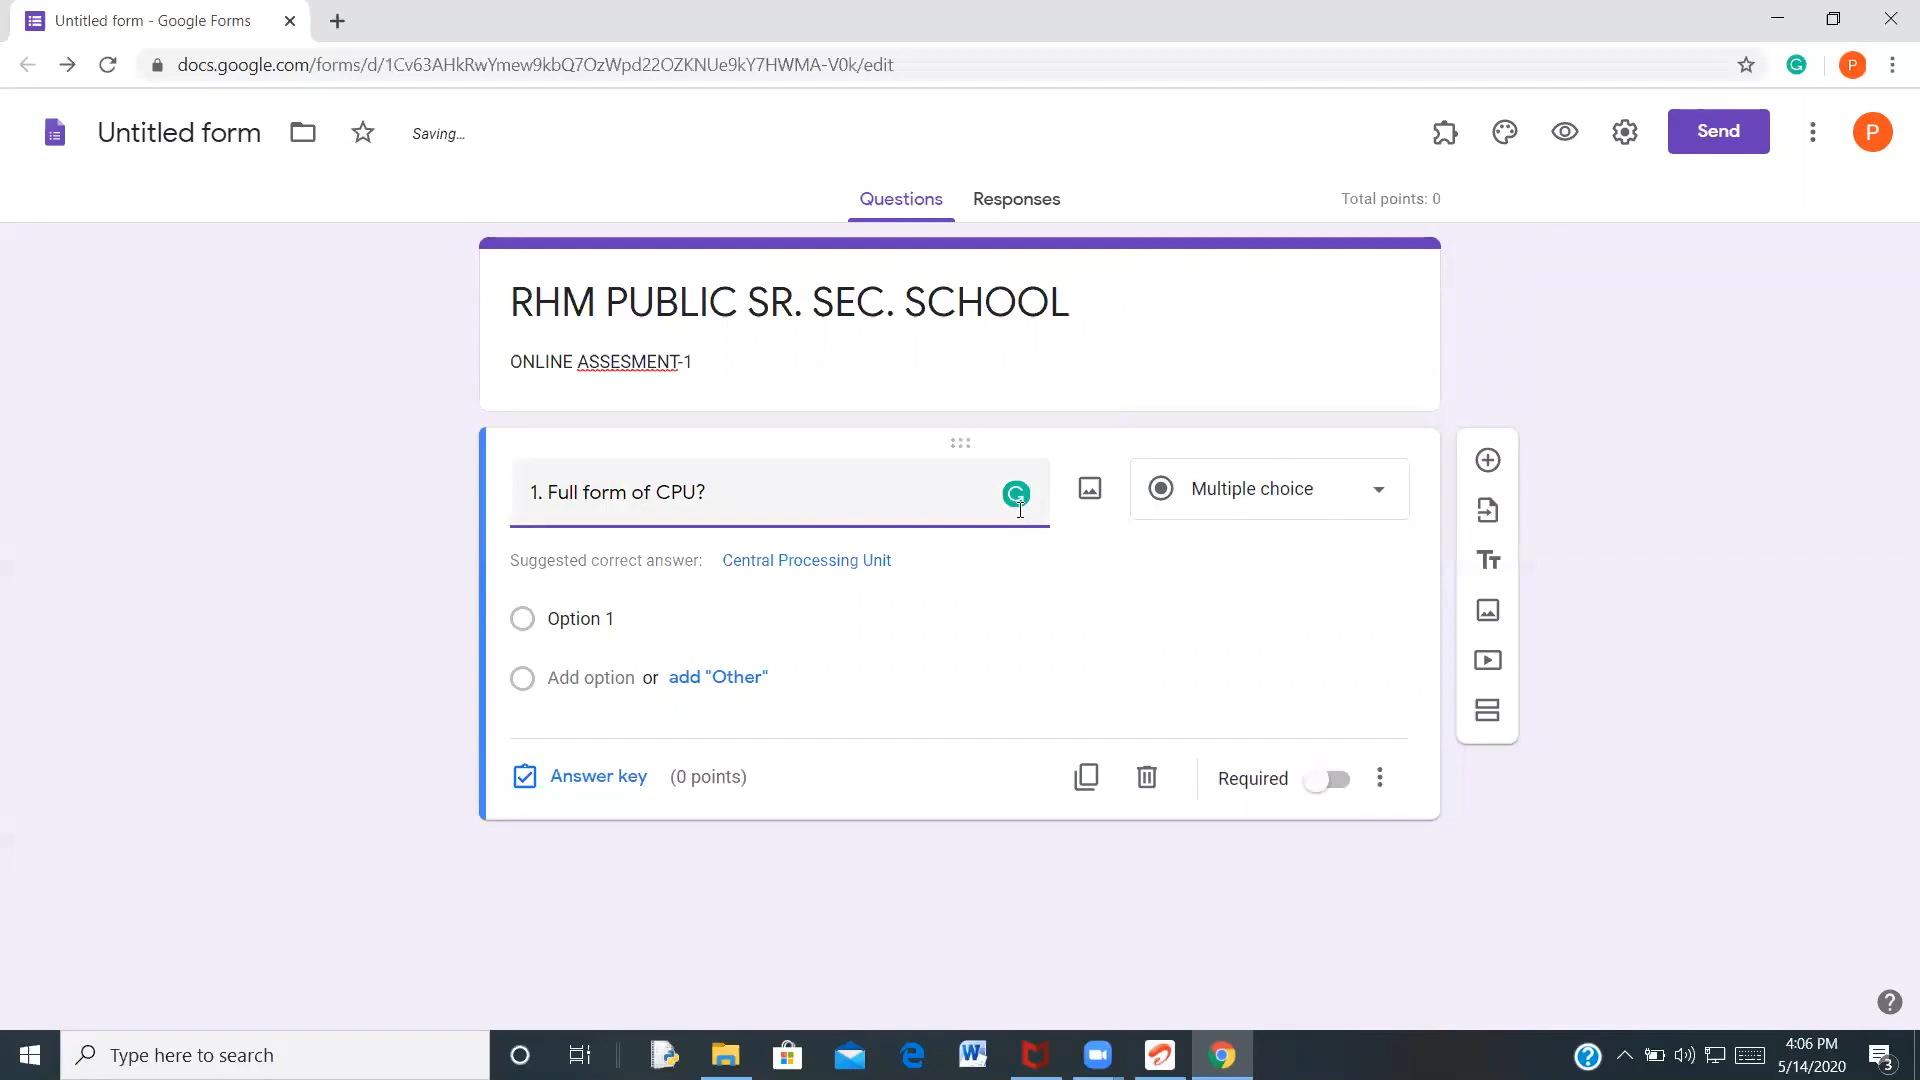 Untitled form - Google Forms
docs.google.com/forms/d/1Cv63AHkRwYmew9kbQ7OzWpd22OZKNUe9kY7HWMA-V0k/edit
P
Untitled form
Saving...
Send
P
Questions
Responses
Total points: 0
RHM PUBLIC SR. SEC. SCHOOL
ONLINE ASSESMENT-1
1. Full form of CPU?
Multiple choice
Suggested correct answer: Central Processing Unit
Option 1
Add option or add "Other"
Answer key (0 points)
Required
Type here to search
4:06 PM
5/14/2020
3